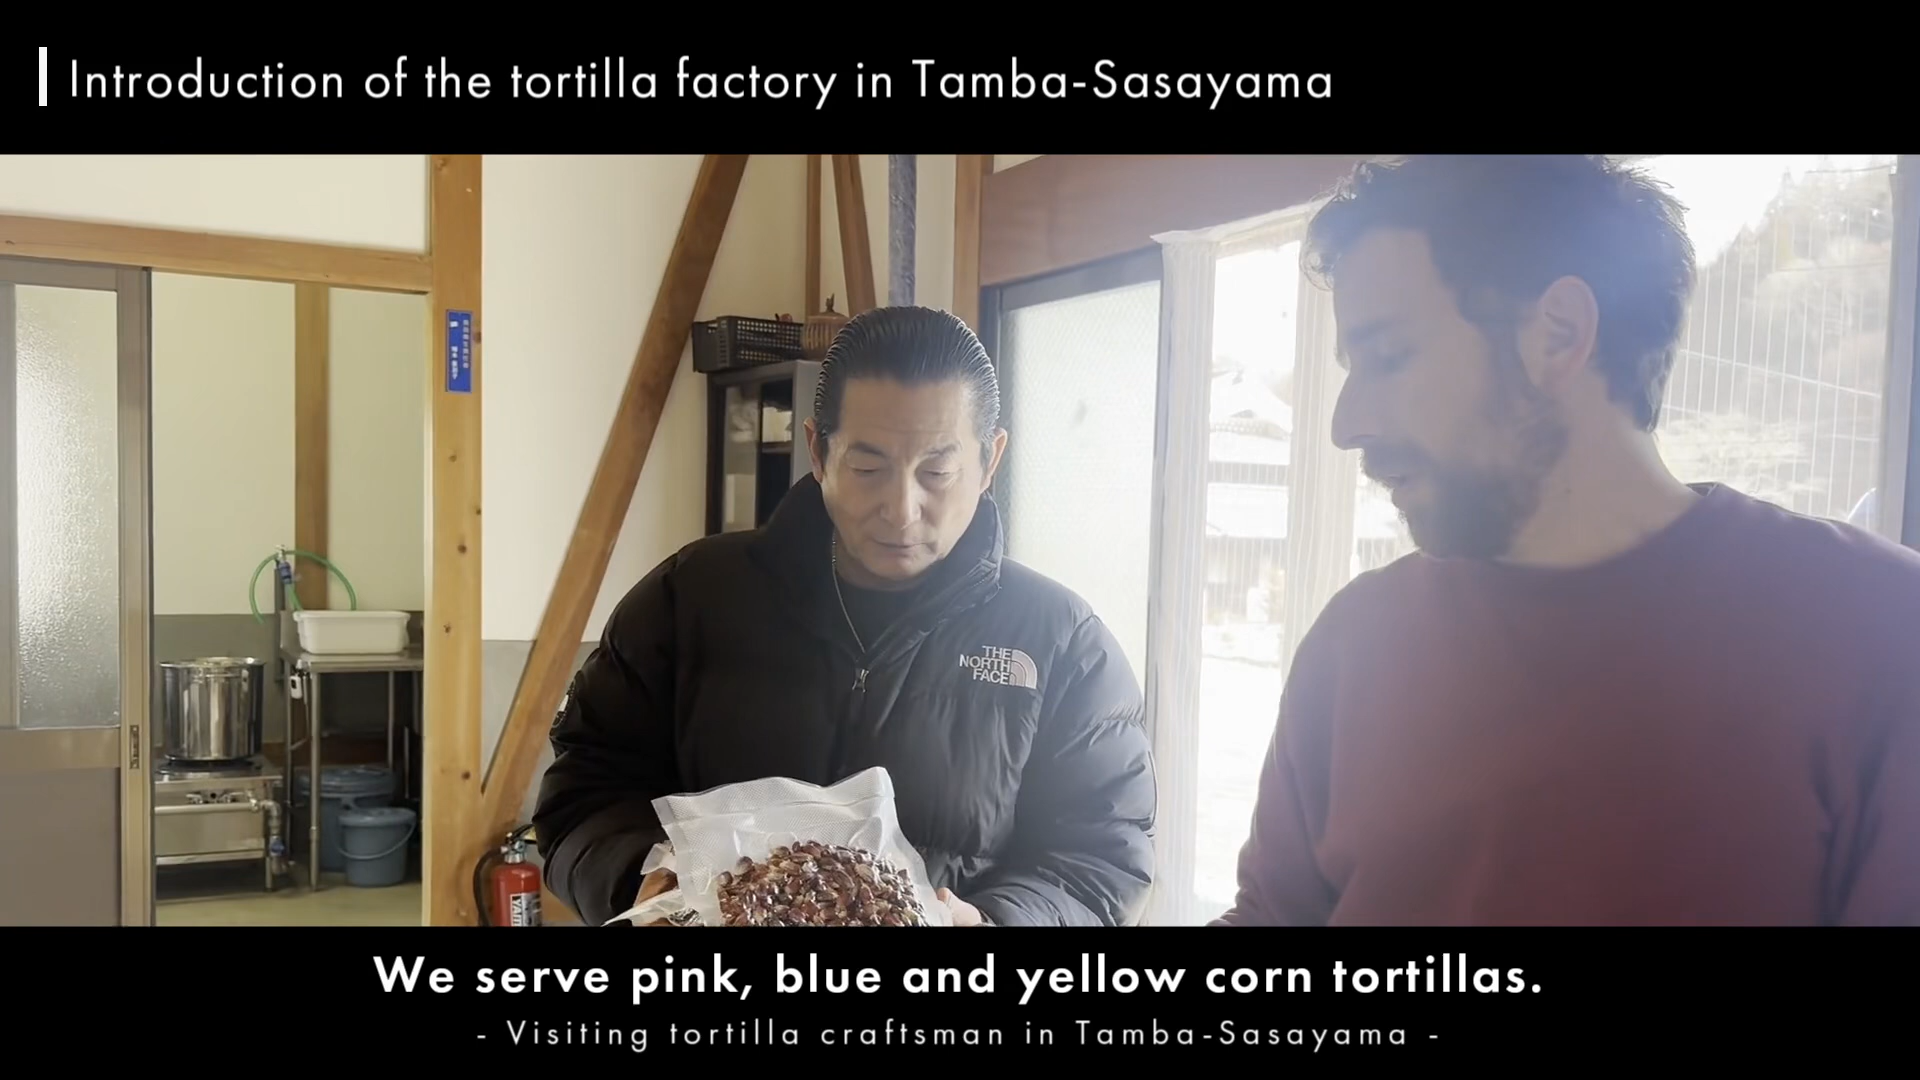 Introduction of the tortilla factory in Tamba-Sasayama
THE
NORTH
FACE
YAM
We serve pink, blue and yellow corn tortillas.
- Visiting tortilla craftsman in Tamba-Sasayama -